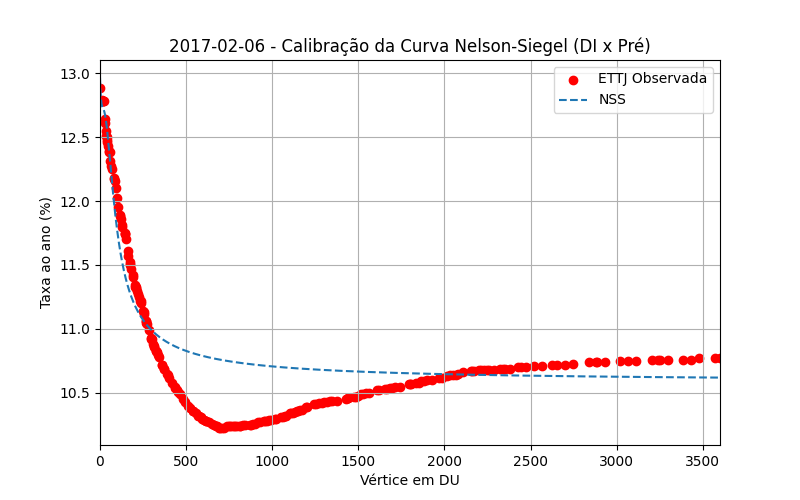 2017-02-06 - Calibração da Curva Nelson-Siegel (DI x Pré)
ETTJ Observada
NSS
Taxa ao ano (%)
13.0
12.5
12.0
11.5
11.0
10.5
0 500 1000 1500 2000 2500 3000 3500
Vértice em DU